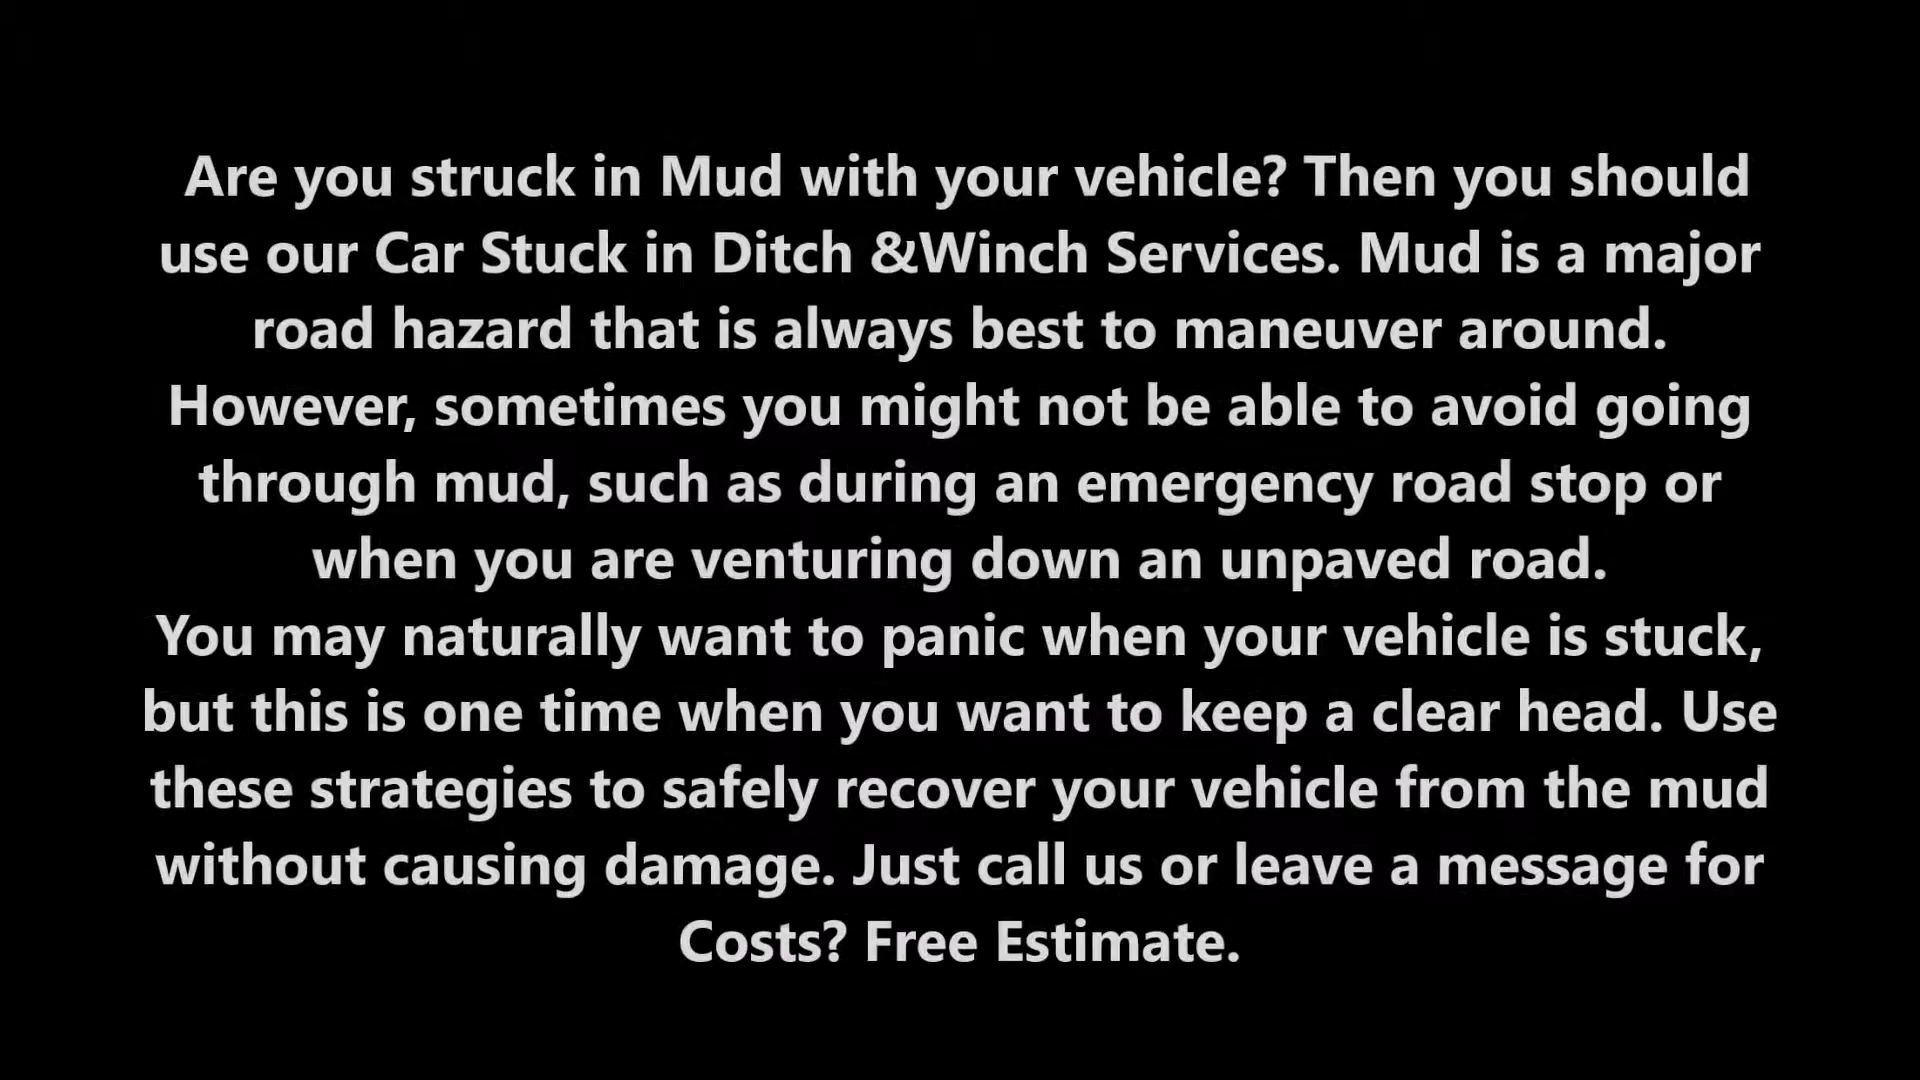 Are you struck in Mud with your vehicle? Then you should
use our Car Stuck in Ditch &Winch Services. Mud is a major
road hazard that is always best to maneuver around.
However, sometimes you might not be able to avoid going
through mud, such as during an emergency road stop or
when you are venturing down an unpaved road.
You may naturally want to panic when your vehicle is stuck,
but this is one time when you want to keep a clear head. Use
these strategies to safely recover your vehicle from the mud
without causing damage. Just call us or leave a message for
Costs? Free Estimate.